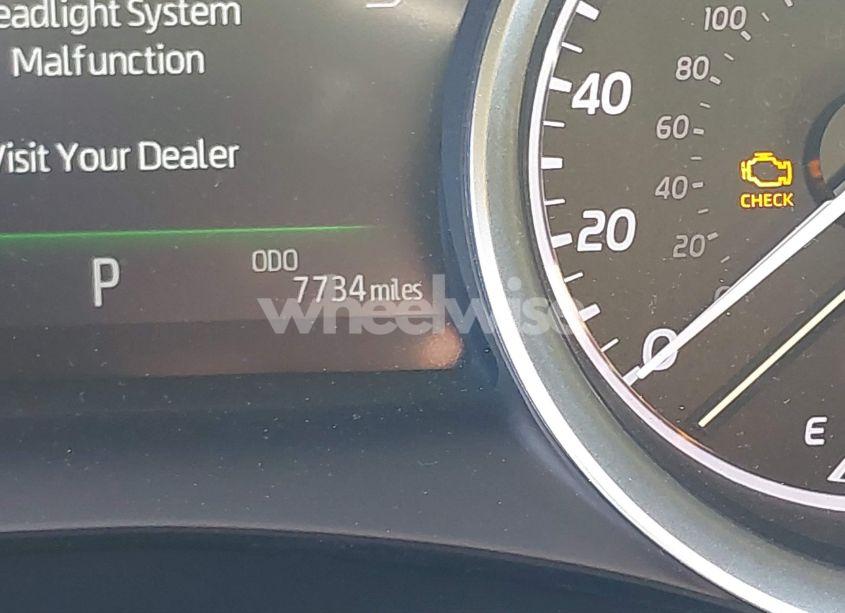 eadlight System
Malfunction
Visit Your Dealer
P
ODO
7734 miles
wheelwise
100
80
60
40
20
40
20
0
CHECK
E